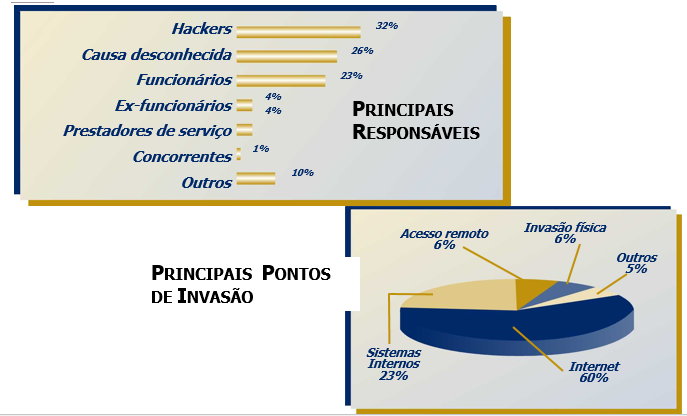 Hackers 32%
Causa desconhecida 26%
Funcionários 23%
Ex-funcionários 4%
Prestadores de serviço 4%
Concorrentes 1%
Outros 10%
PRINCIPAIS
RESPONSÁVEIS
PRINCIPAIS PONTOS
DE INVASÃO
Acesso remoto
6%
Invasão física
6%
Outros
5%
Sistemas
Internos
23%
Internet
60%